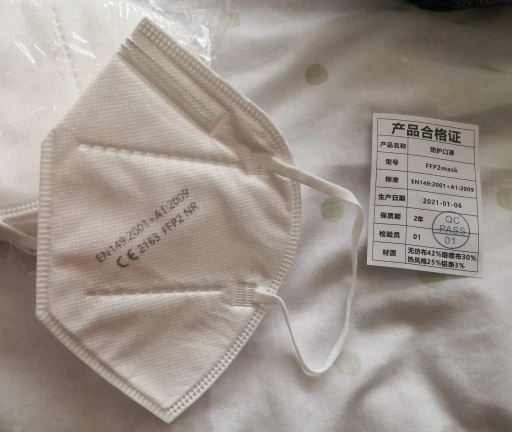 EN149:2001+A1:2009
CE 2163 FFP2 NR
产品合格证
产品名称 防护口罩
型号 FFP2mask
标准 EN149:2001+A1:2009
生产日期 2021-01-06
保质期 2年
检验员 01
QC
PASS
01
材质 无纺布42%熔喷布30%
热风棉25%铝条3%